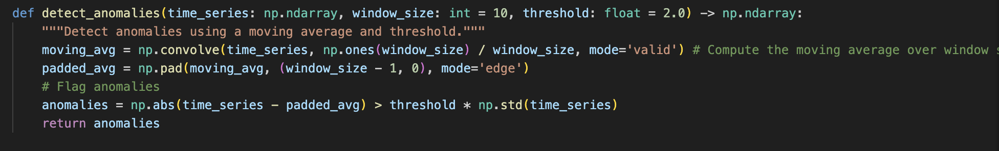 def detect_anomalies(time_series: np.ndarray, window_size: int = 10, threshold: float = 2.0) -> np.ndarray:
    """Detect anomalies using a moving average and threshold."""
    moving_avg = np.convolve(time_series, np.ones(window_size) / window_size, mode='valid') # Compute the moving average over window
    padded_avg = np.pad(moving_avg, (window_size - 1, 0), mode='edge')
    # Flag anomalies
    anomalies = np.abs(time_series - padded_avg) > threshold * np.std(time_series)
    return anomalies